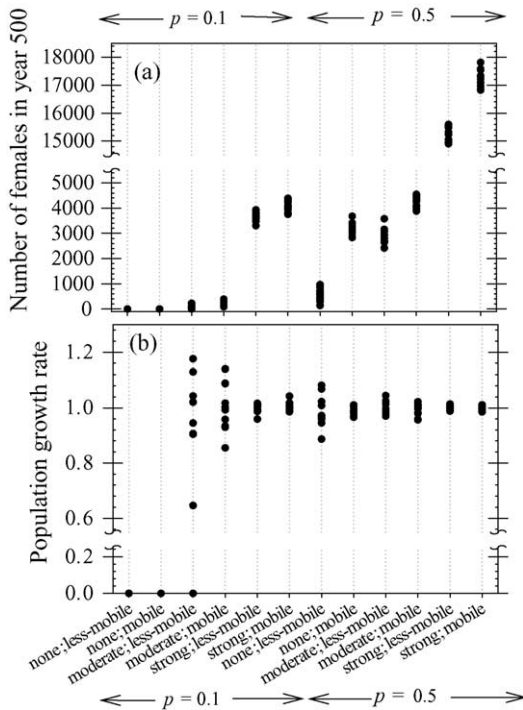 p = 0.1 p = 0.5
(a)
Number of females in year 500
18000
17000
16000
15000
5000
4000
3000
2000
1000
0
(b)
Population growth rate
1.2
1.0
0.8
0.6
0.2
0.0
none;less-mobile
none;mobile
moderate;less-mobile
moderate;mobile
strong;less-mobile
strong;mobile
none;less-mobile
none;mobile
moderate;less-mobile
moderate;mobile
strong;less-mobile
strong;mobile
p = 0.1 p = 0.5